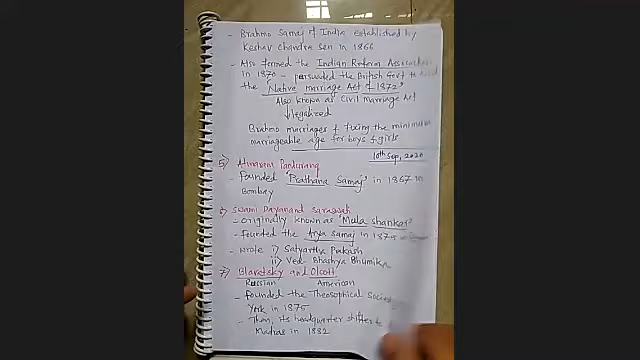 - Brahmo Samaj of India established by
Keshav Chandra Sen in 1866
- Also formed the Indian Reform Association
in 1870 - persuaded the British Govt to
the "Native marriage Act of 1872"
Also known as Civil Marriage Act
↓ legalized
Brahmo marriages & fixing the minimum
marriageable age for boys & girls
10th Sep, 2020
5) Atmaram Pandurang
- Founded 'Prathana Samaj' in 1867 in
Bombay
6) Swami Dayanand Saraswati
- Originally known as 'Mula Shankar'
- Founded the Arya Samaj in 1875
- Wrote i) Satyartha Prakash
ii) Ved-Bhashya Bhumika
7) Blavatsky and Olcott
Russian American
- Founded the Theosophical Society
York in 1875
- Then, its headquarter shifted to
Madras in 1882